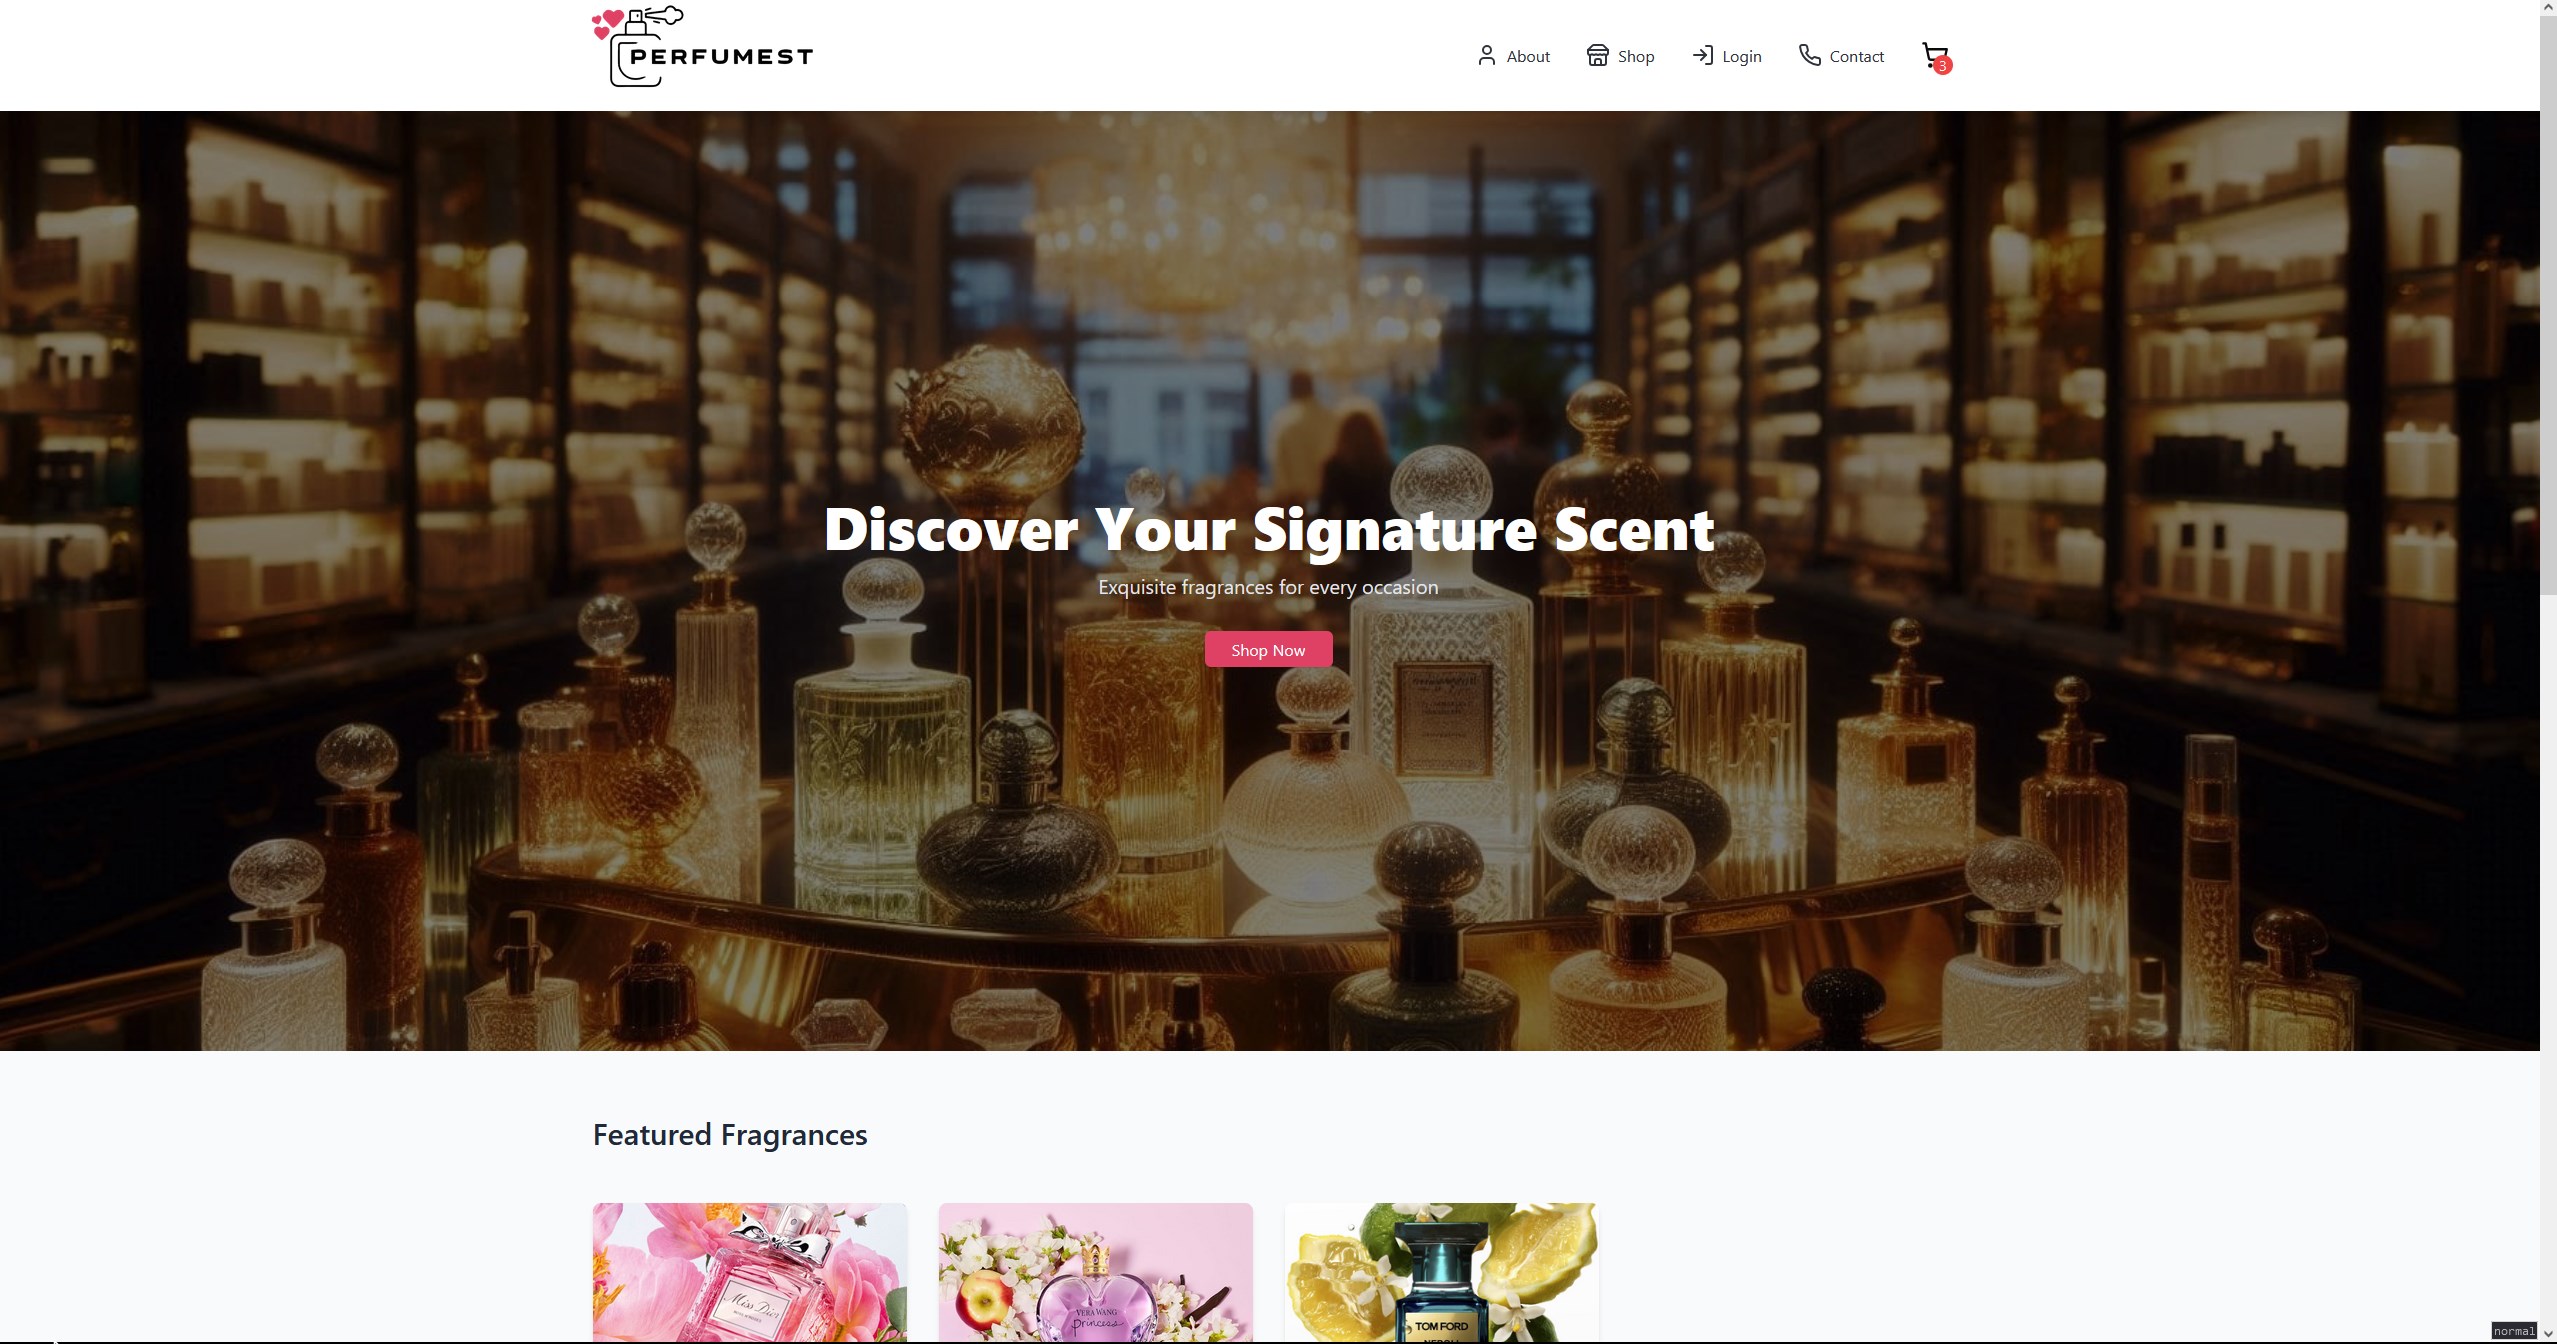 PERFUMEST
About
Shop
Login
Contact
3
Discover Your Signature Scent
Exquisite fragrances for every occasion
Shop Now
Featured Fragrances
Miss Dior
VERA WANG
Princess
TOM FORD
NEROLI
normal